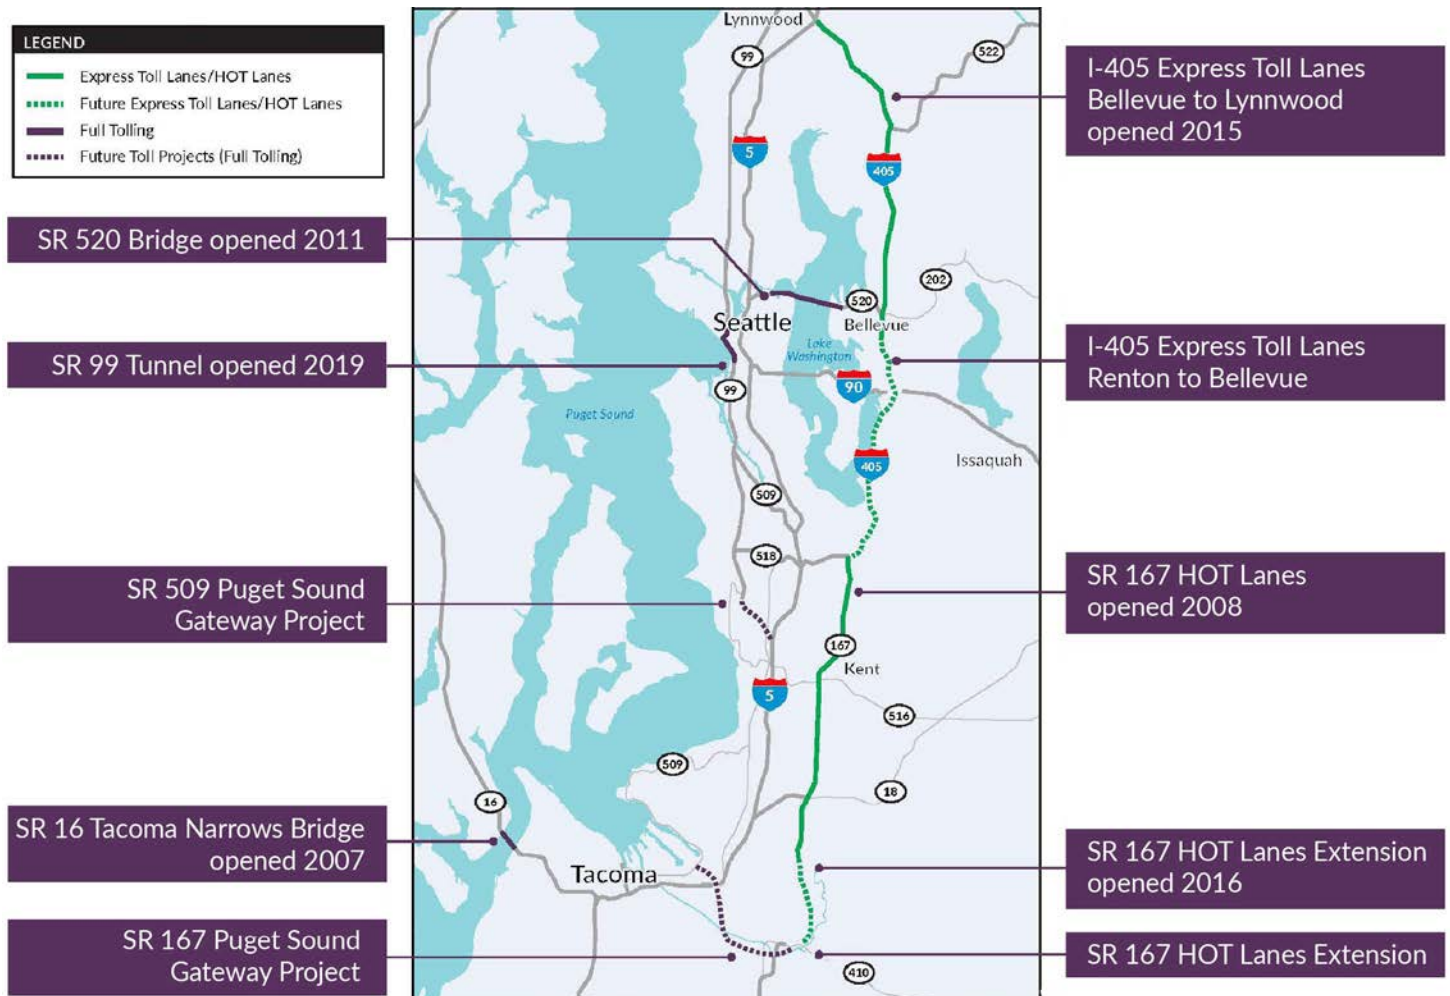 LEGEND
Express Toll Lanes/HOT Lanes
Future Express Toll Lanes/HOT Lanes
Full Tolling
Future Toll Projects (Full Tolling)
SR 520 Bridge opened 2011
SR 99 Tunnel opened 2019
SR 509 Puget Sound
Gateway Project
SR 16 Tacoma Narrows Bridge
opened 2007
SR 167 Puget Sound
Gateway Project
Lynnwood
99
522
5
405
202
520
Seattle
Bellevue
Lake
Washington
90
99
Puget Sound
405
Issaquah
509
518
167
Kent
5
516
509
18
16
Tacoma
410
I-405 Express Toll Lanes
Bellevue to Lynnwood
opened 2015
I-405 Express Toll Lanes
Renton to Bellevue
SR 167 HOT Lanes
opened 2008
SR 167 HOT Lanes Extension
opened 2016
SR 167 HOT Lanes Extension